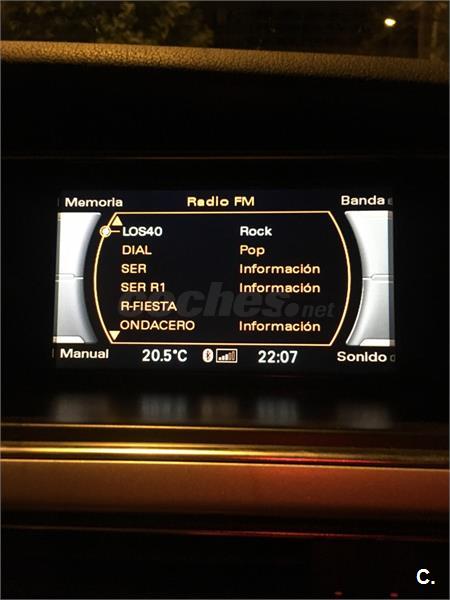 Memoria Radio FM Banda
LOS40 Rock
DIAL Pop
SER Información
SER R1 Información
R-FIESTA
coches.net
ONDACERO Información
Manual 20.5°C 22:07 Sonido
C.